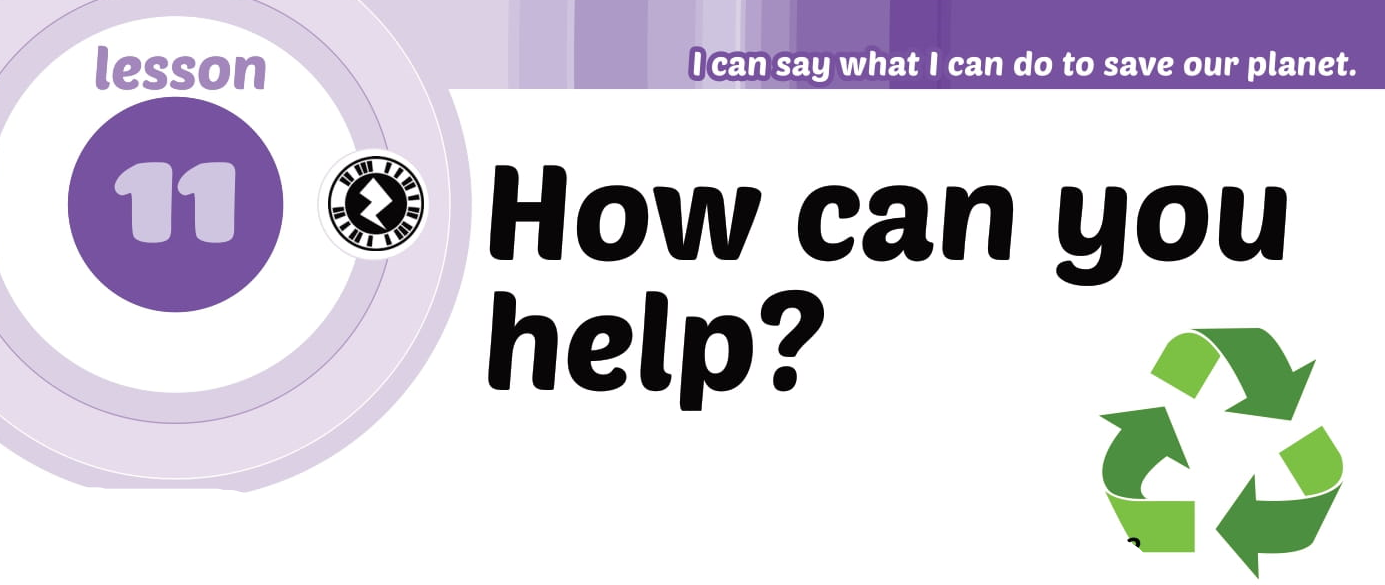 lesson
11
I can say what I can do to save our planet.
How can you
help?